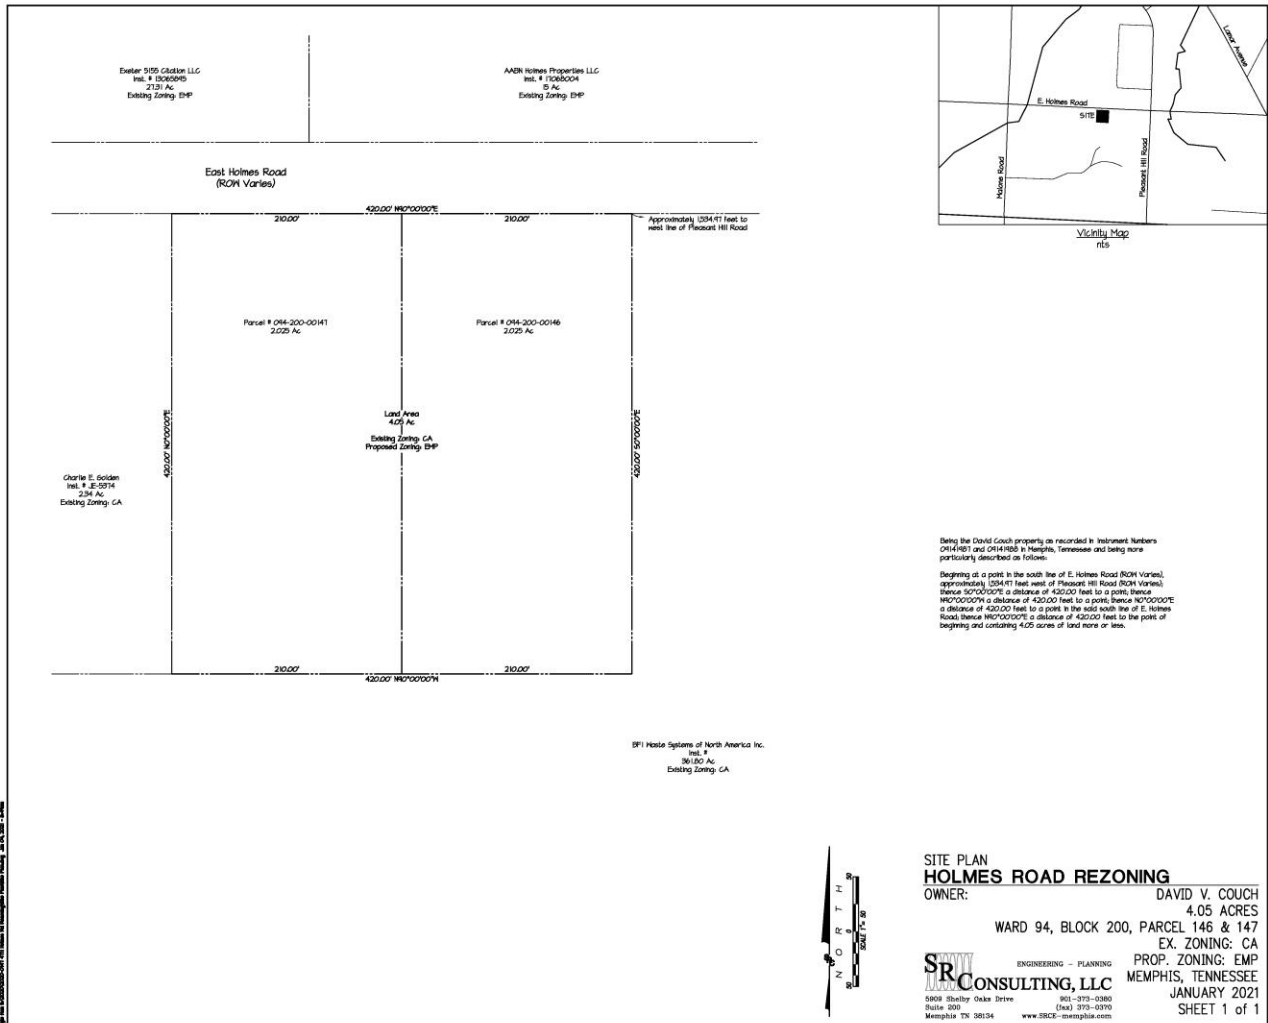 Exeter 5155 Citation LLC
Inst. # 13065895
27.31 Ac
Existing Zoning: EMP
AABN Holmes Properties LLC
Inst. # 17088004
15 Ac
Existing Zoning: EMP
East Holmes Road
(ROW Varies)
420.00' N90°00'00"E
210.00'
210.00'
Approximately 1,534.97 feet to
west line of Pleasant Hill Road
Parcel # 094-200-00147
2.025 Ac
Parcel # 094-200-00146
2.025 Ac
Land Area
4.05 Ac
Existing Zoning: CA
Proposed Zoning: EMP
420.00' N0°00'00"E
420.00' S0°00'00"E
Charlie E. Golden
Inst. # JE-5974
2.34 Ac
Existing Zoning: CA
210.00'
210.00'
420.00' N90°00'00"W
BFI Waste Systems of North America Inc.
Inst. #
361.80 Ac
Existing Zoning: CA
Lamar Avenue
E. Holmes Road
SITE
Malone Road
Pleasant Hill Road
Vicinity Map
nts
Being the David Couch property as recorded in Instrument Numbers
09141987 and 09141988 in Memphis, Tennessee and being more
particularly described as follows:
Beginning at a point in the south line of E. Holmes Road (ROW Varies),
approximately 1,534.97 feet west of Pleasant Hill Road (ROW Varies);
thence S0°00'00"E a distance of 420.00 feet to a point; thence
N90°00'00"W a distance of 420.00 feet to a point; thence N0°00'00"E
a distance of 420.00 feet to a point in the said south line of E. Holmes
Road; thence N90°00'00"E a distance of 420.00 feet to the point of
beginning and containing 4.05 acres of land more or less.
NORTH
50 0 50
SCALE 1"= 50
SITE PLAN
HOLMES ROAD REZONING
OWNER: DAVID V. COUCH
4.05 ACRES
WARD 94, BLOCK 200, PARCEL 146 & 147
EX. ZONING: CA
PROP. ZONING: EMP
MEMPHIS, TENNESSEE
JANUARY 2021
SHEET 1 of 1
ENGINEERING - PLANNING
SR CONSULTING, LLC
5909 Shelby Oaks Drive 901-373-0380
Suite 200 (fax) 373-0370
Memphis TN 38134 www.SRCE-memphis.com